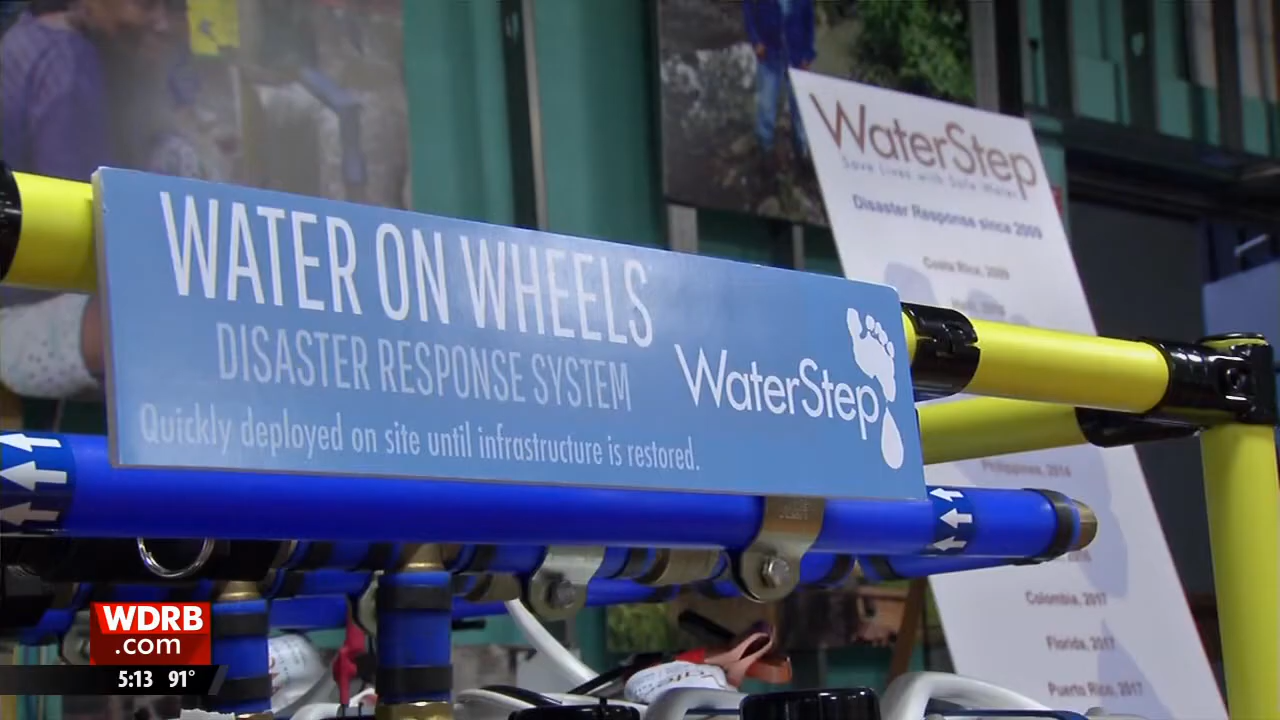 WATER ON WHEELS
DISASTER RESPONSE SYSTEM
Quickly deployed on site until infrastructure is restored.
WaterStep
WaterStep
Save Lives with Safe Water
Disaster Response since 2009
Costa Rica, 2009
Philippines, 2014
Colombia, 2017
Florida, 2017
Puerto Rico, 2017
WDRB
.com
5:13 91°